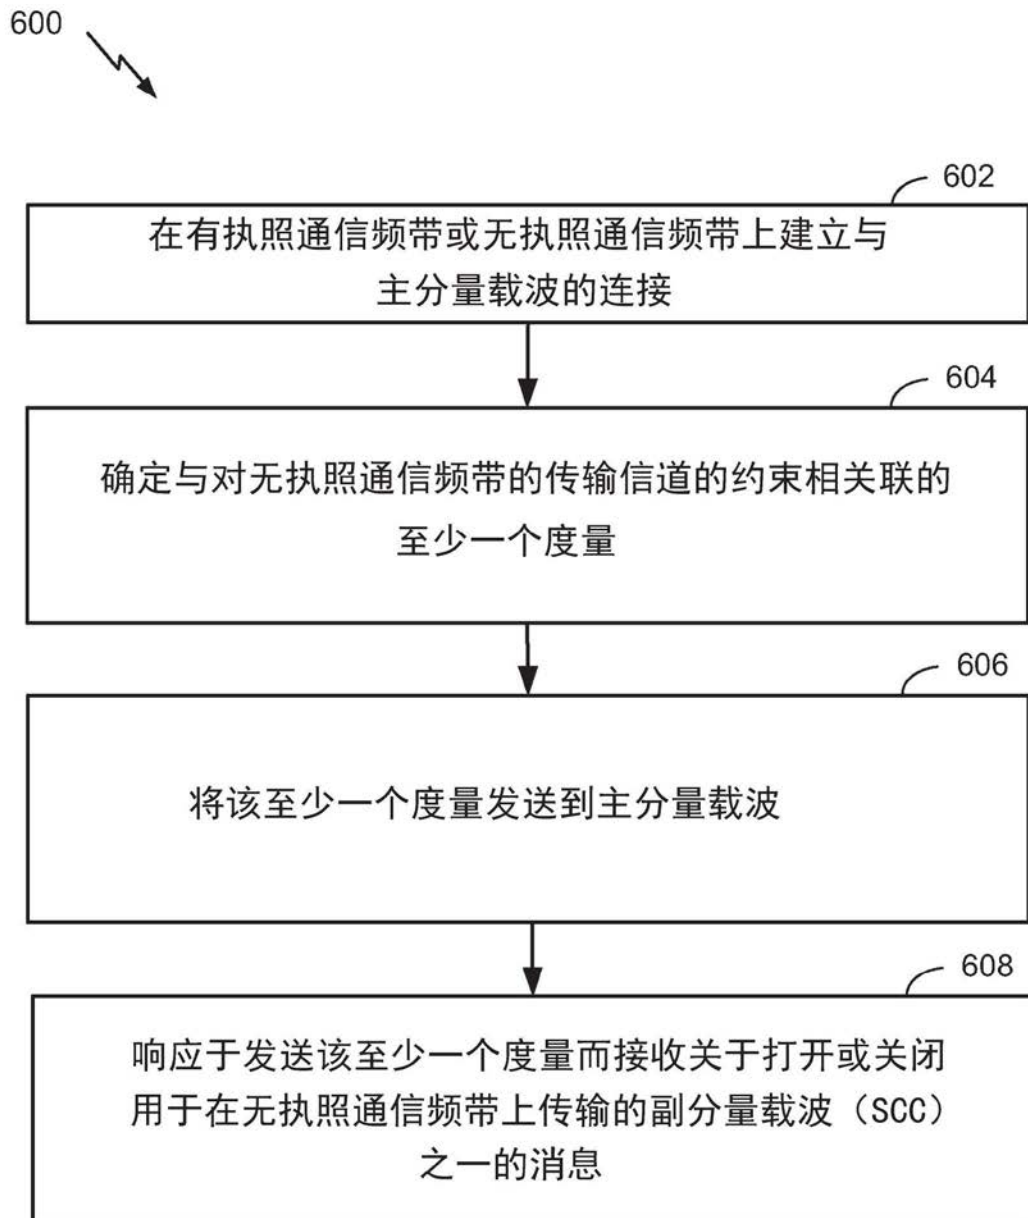 600
602
在有执照通信频带或无执照通信频带上建立与
主分量载波的连接
604
确定与对无执照通信频带的传输信道的约束相关联的
至少一个度量
606
将该至少一个度量发送到主分量载波
608
响应于发送该至少一个度量而接收关于打开或关闭
用于在无执照通信频带上传输的副分量载波（SCC）
之一的消息